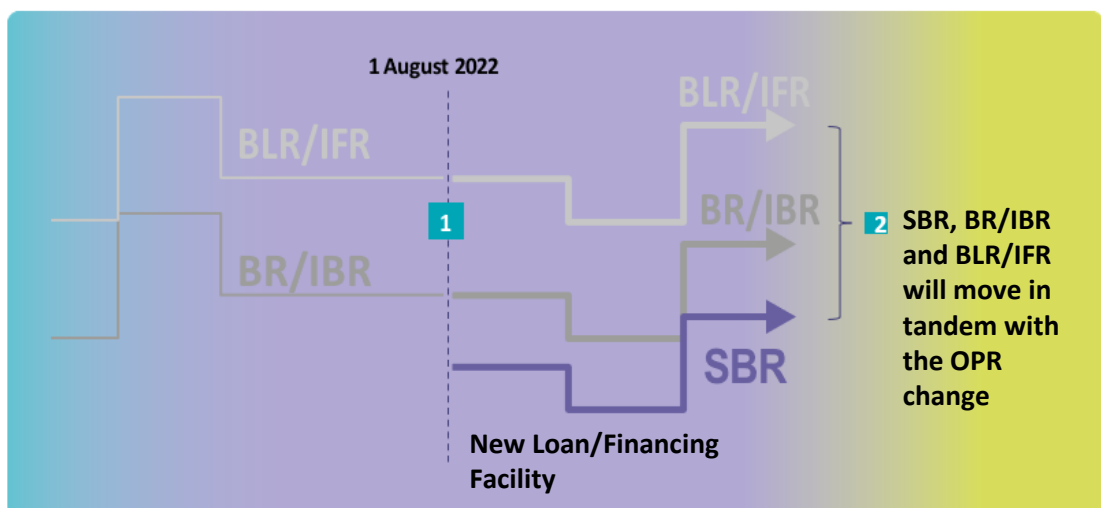 1 August 2022
BLR/IFR
BLR/IFR
1
BR/IBR
2
SBR, BR/IBR
and BLR/IFR
will move in
tandem with
the OPR
change
BR/IBR
SBR
New Loan/Financing
Facility